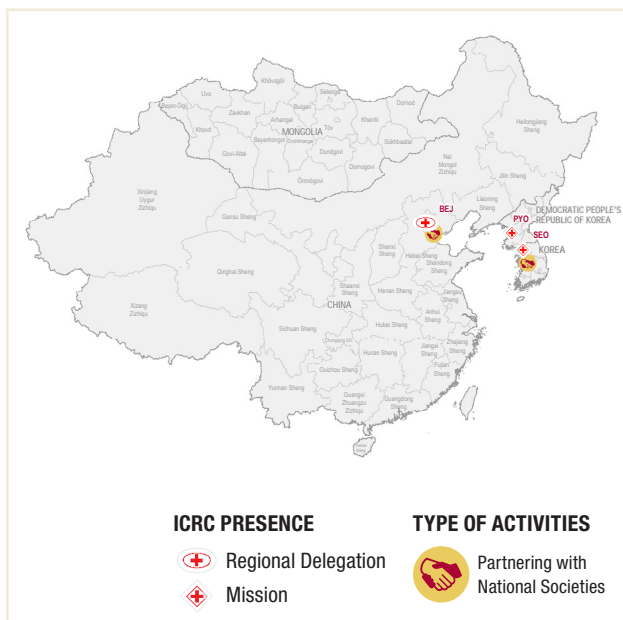 Khövsgöl
Uvs
Selenge
Bayan-Ölgii
Zavkhan
Bulgan
Dornod
Arhangai
Töv
Khentii
Khovd
MONGOLIA
Bayanhongor
Sükhbaatar
Govi-Altai
Dundgovi
Dornogovi
Ömnögovi
Heilongjiang
Sheng
Nei
Mongol
Zizhiqu
Jilin Sheng
Xinjiang
Uygur
Zizhiqu
Liaoning
Sheng
BEJ
DEMOCRATIC PEOPLE'S
REPUBLIC OF KOREA
PYO
SEO
KOREA
Gansu Sheng
Shanxi
Sheng
Hebei Sheng
Shandong
Sheng
Qinghai Sheng
Shaanxi
Sheng
Henan Sheng
Jiangsu
Sheng
CHINA
Xizang
Zizhiqu
Anhui
Sheng
Hubei Sheng
Sichuan Sheng
Chongqing Shi
Zhejiang
Sheng
Jiangxi
Sheng
Hunan Sheng
Guizhou Sheng
Fujian
Sheng
Yunnan Sheng
Guangxi
Zhuangzu
Zizhiqu
Guangdong
Sheng
ICRC PRESENCE
Regional Delegation
Mission
TYPE OF ACTIVITIES
Partnering with
National Societies